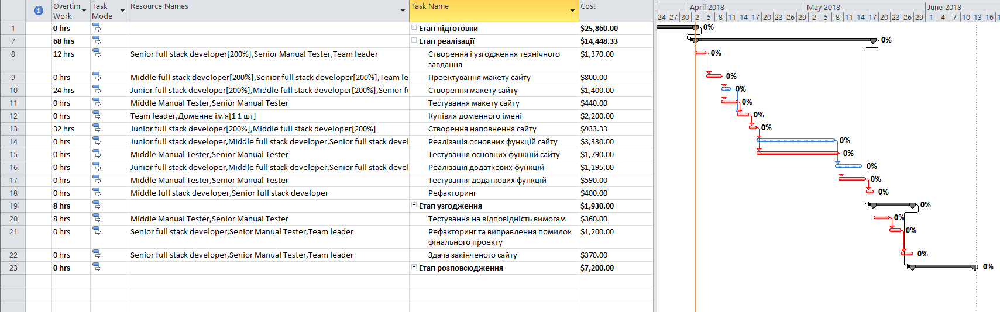 Overtim Work
Task Mode
Resource Names
Task Name
Cost
April 2018 May 2018 June 2018
24 27 30 2 5 8 11 14 17 20 23 26 29 2 5 8 11 14 17 20 23 26 29 1 4 7 10 13 16 1
1 0 hrs Етап підготовки $25,860.00 0%
7 68 hrs Етап реалізації $14,448.33 0%
8 12 hrs Senior full stack developer[200%],Senior Manual Tester,Team leader Створення і узгодження технічного $1,370.00 0%
завдання
9 0 hrs Middle full stack developer[200%],Senior full stack developer[200%],Team le Проектування макету сайту $800.00 0%
10 24 hrs Junior full stack developer[200%],Middle full stack developer[200%],Senior f Створення макету сайту $1,400.00 0%
11 0 hrs Middle Manual Tester,Senior Manual Tester Тестування макету сайту $440.00 0%
12 0 hrs Team leader,Доменне ім'я[1 1 шт] Купівля доменного імені $2,200.00 0%
13 32 hrs Junior full stack developer[200%],Middle full stack developer[200%] Створення наповнення сайту $933.33 0%
14 0 hrs Junior full stack developer,Middle full stack developer,Senior full stack devel Реалізація основних функцій сайту $3,330.00 0%
15 0 hrs Middle Manual Tester,Senior Manual Tester Тестування основних функцій сайту $1,790.00 0%
16 0 hrs Junior full stack developer,Middle full stack developer,Senior full stack devel Реалізація додаткових функцій $1,195.00 0%
17 0 hrs Middle Manual Tester,Senior Manual Tester Тестування додаткових функцій $590.00 0%
18 0 hrs Middle full stack developer,Senior full stack developer Рефакторинг $400.00 0%
19 8 hrs Етап узгодження $1,930.00 0%
20 8 hrs Middle Manual Tester,Senior Manual Tester Тестування на відповідність вимогам $360.00 0%
21 0 hrs Senior full stack developer,Senior Manual Tester,Team leader Рефакторинг та виправлення помилок $1,200.00 0%
фінального проекту
22 0 hrs Senior full stack developer,Senior Manual Tester,Team leader Здача закінченого сайту $370.00 0%
23 0 hrs Етап розповсюдження $7,200.00 0%